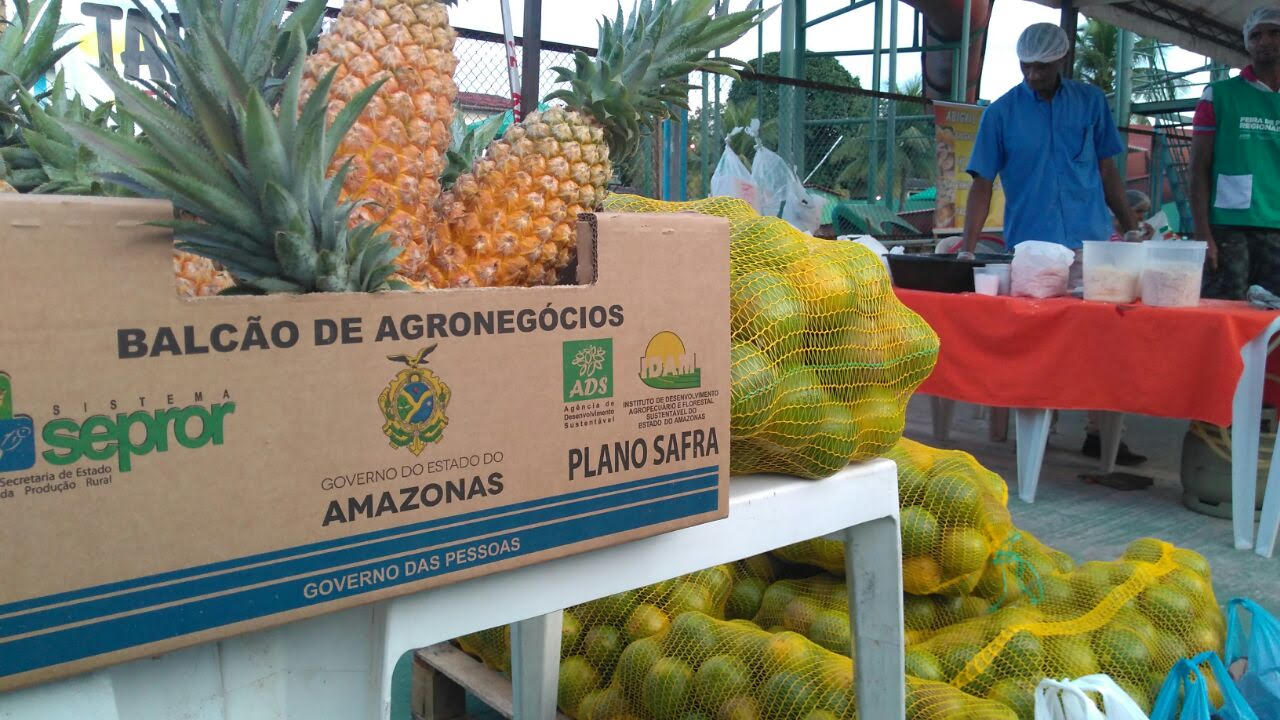 BALCÃO DE AGRONEGÓCIOS
SISTEMA
sepror
Secretaria de Estado
da Produção Rural
GOVERNO DO ESTADO DO
AMAZONAS
ADS
Agência de
Desenvolvimento
Sustentável
IDAM
INSTITUTO DE DESENVOLVIMENTO
AGROPECUÁRIO E FLORESTAL
SUSTENTÁVEL DO
ESTADO DO AMAZONAS
PLANO SAFRA
GOVERNO DAS PESSOAS